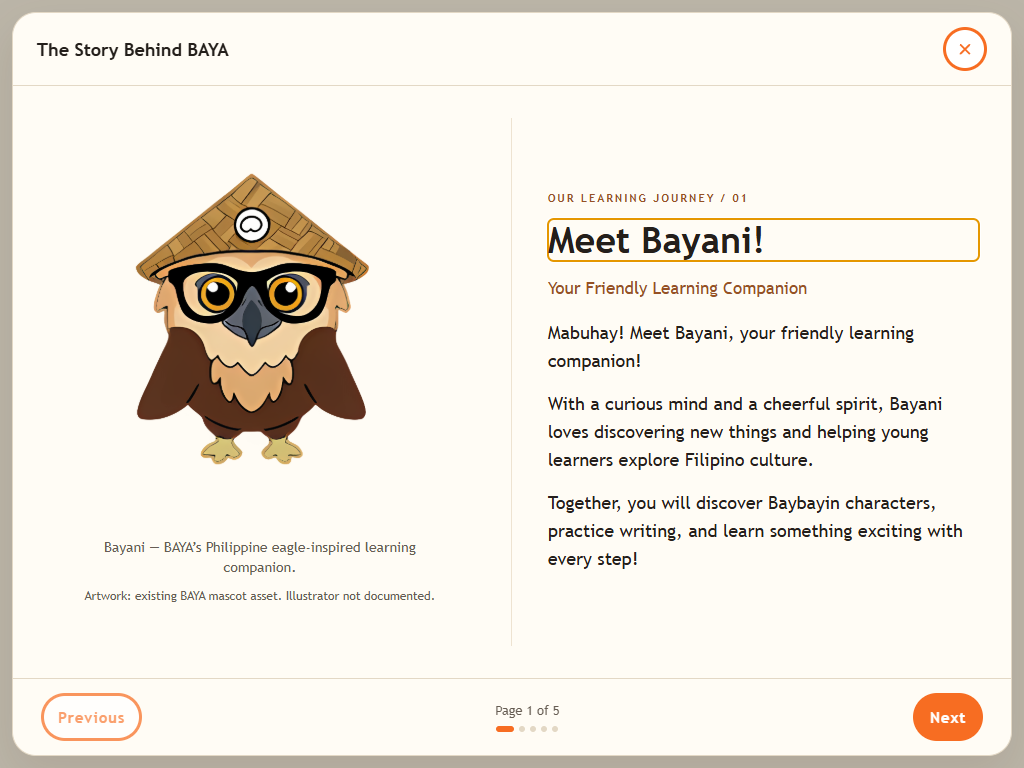 The Story Behind BAYA
Bayani — BAYA's Philippine eagle-inspired learning
companion.
Artwork: existing BAYA mascot asset. Illustrator not documented.
OUR LEARNING JOURNEY / 01
Meet Bayani!
Your Friendly Learning Companion
Mabuhay! Meet Bayani, your friendly learning
companion!
With a curious mind and a cheerful spirit, Bayani
loves discovering new things and helping young
learners explore Filipino culture.
Together, you will discover Baybayin characters,
practice writing, and learn something exciting with
every step!
Previous
Page 1 of 5
Next